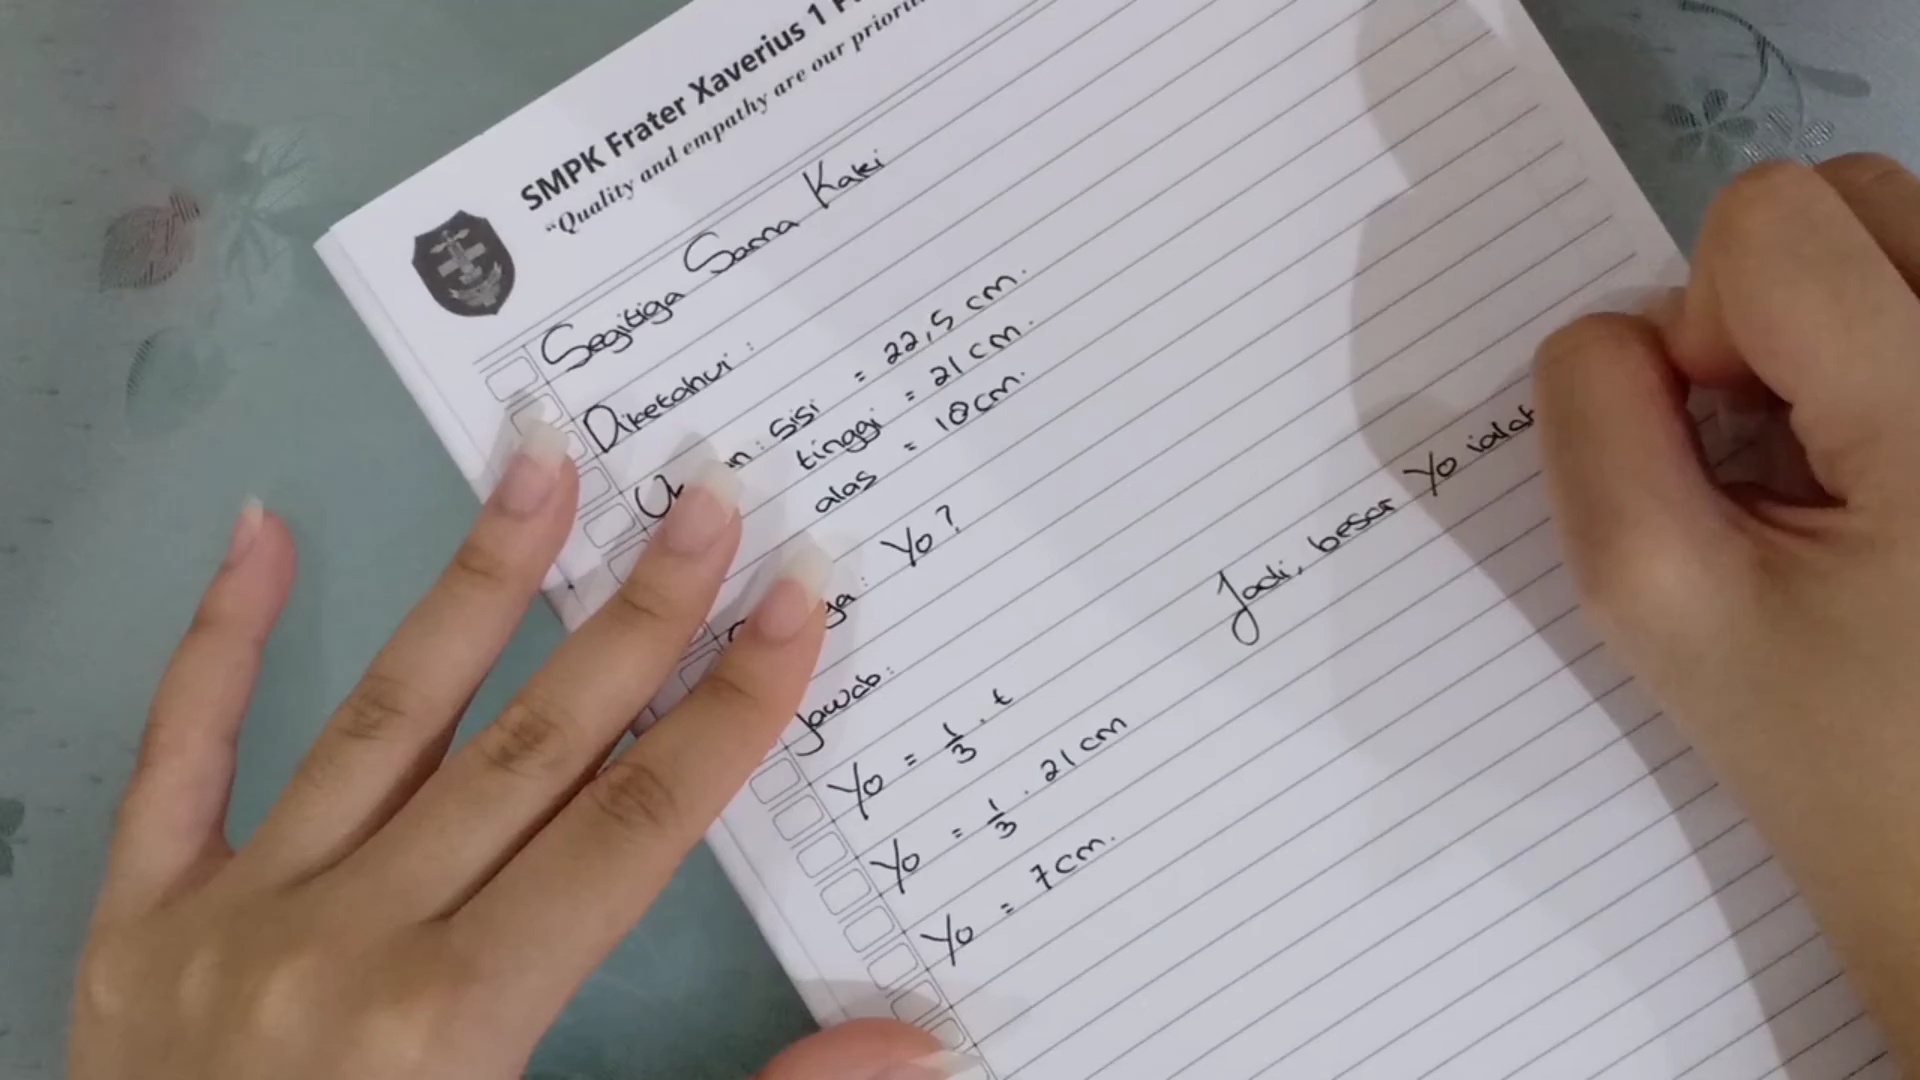 SMPK Frater Xaverius 1
"Quality and empathy are our
Segitiga Sama Kaki
Diketahui :
: sisi = 22,5 cm.
tinggi = 21 cm.
alas = 18 cm.
: Yo?
Jawab:
Yo = 1/3 . t
Yo = 1/3 . 21 cm
Yo = 7 cm.
Jadi, besar Yo